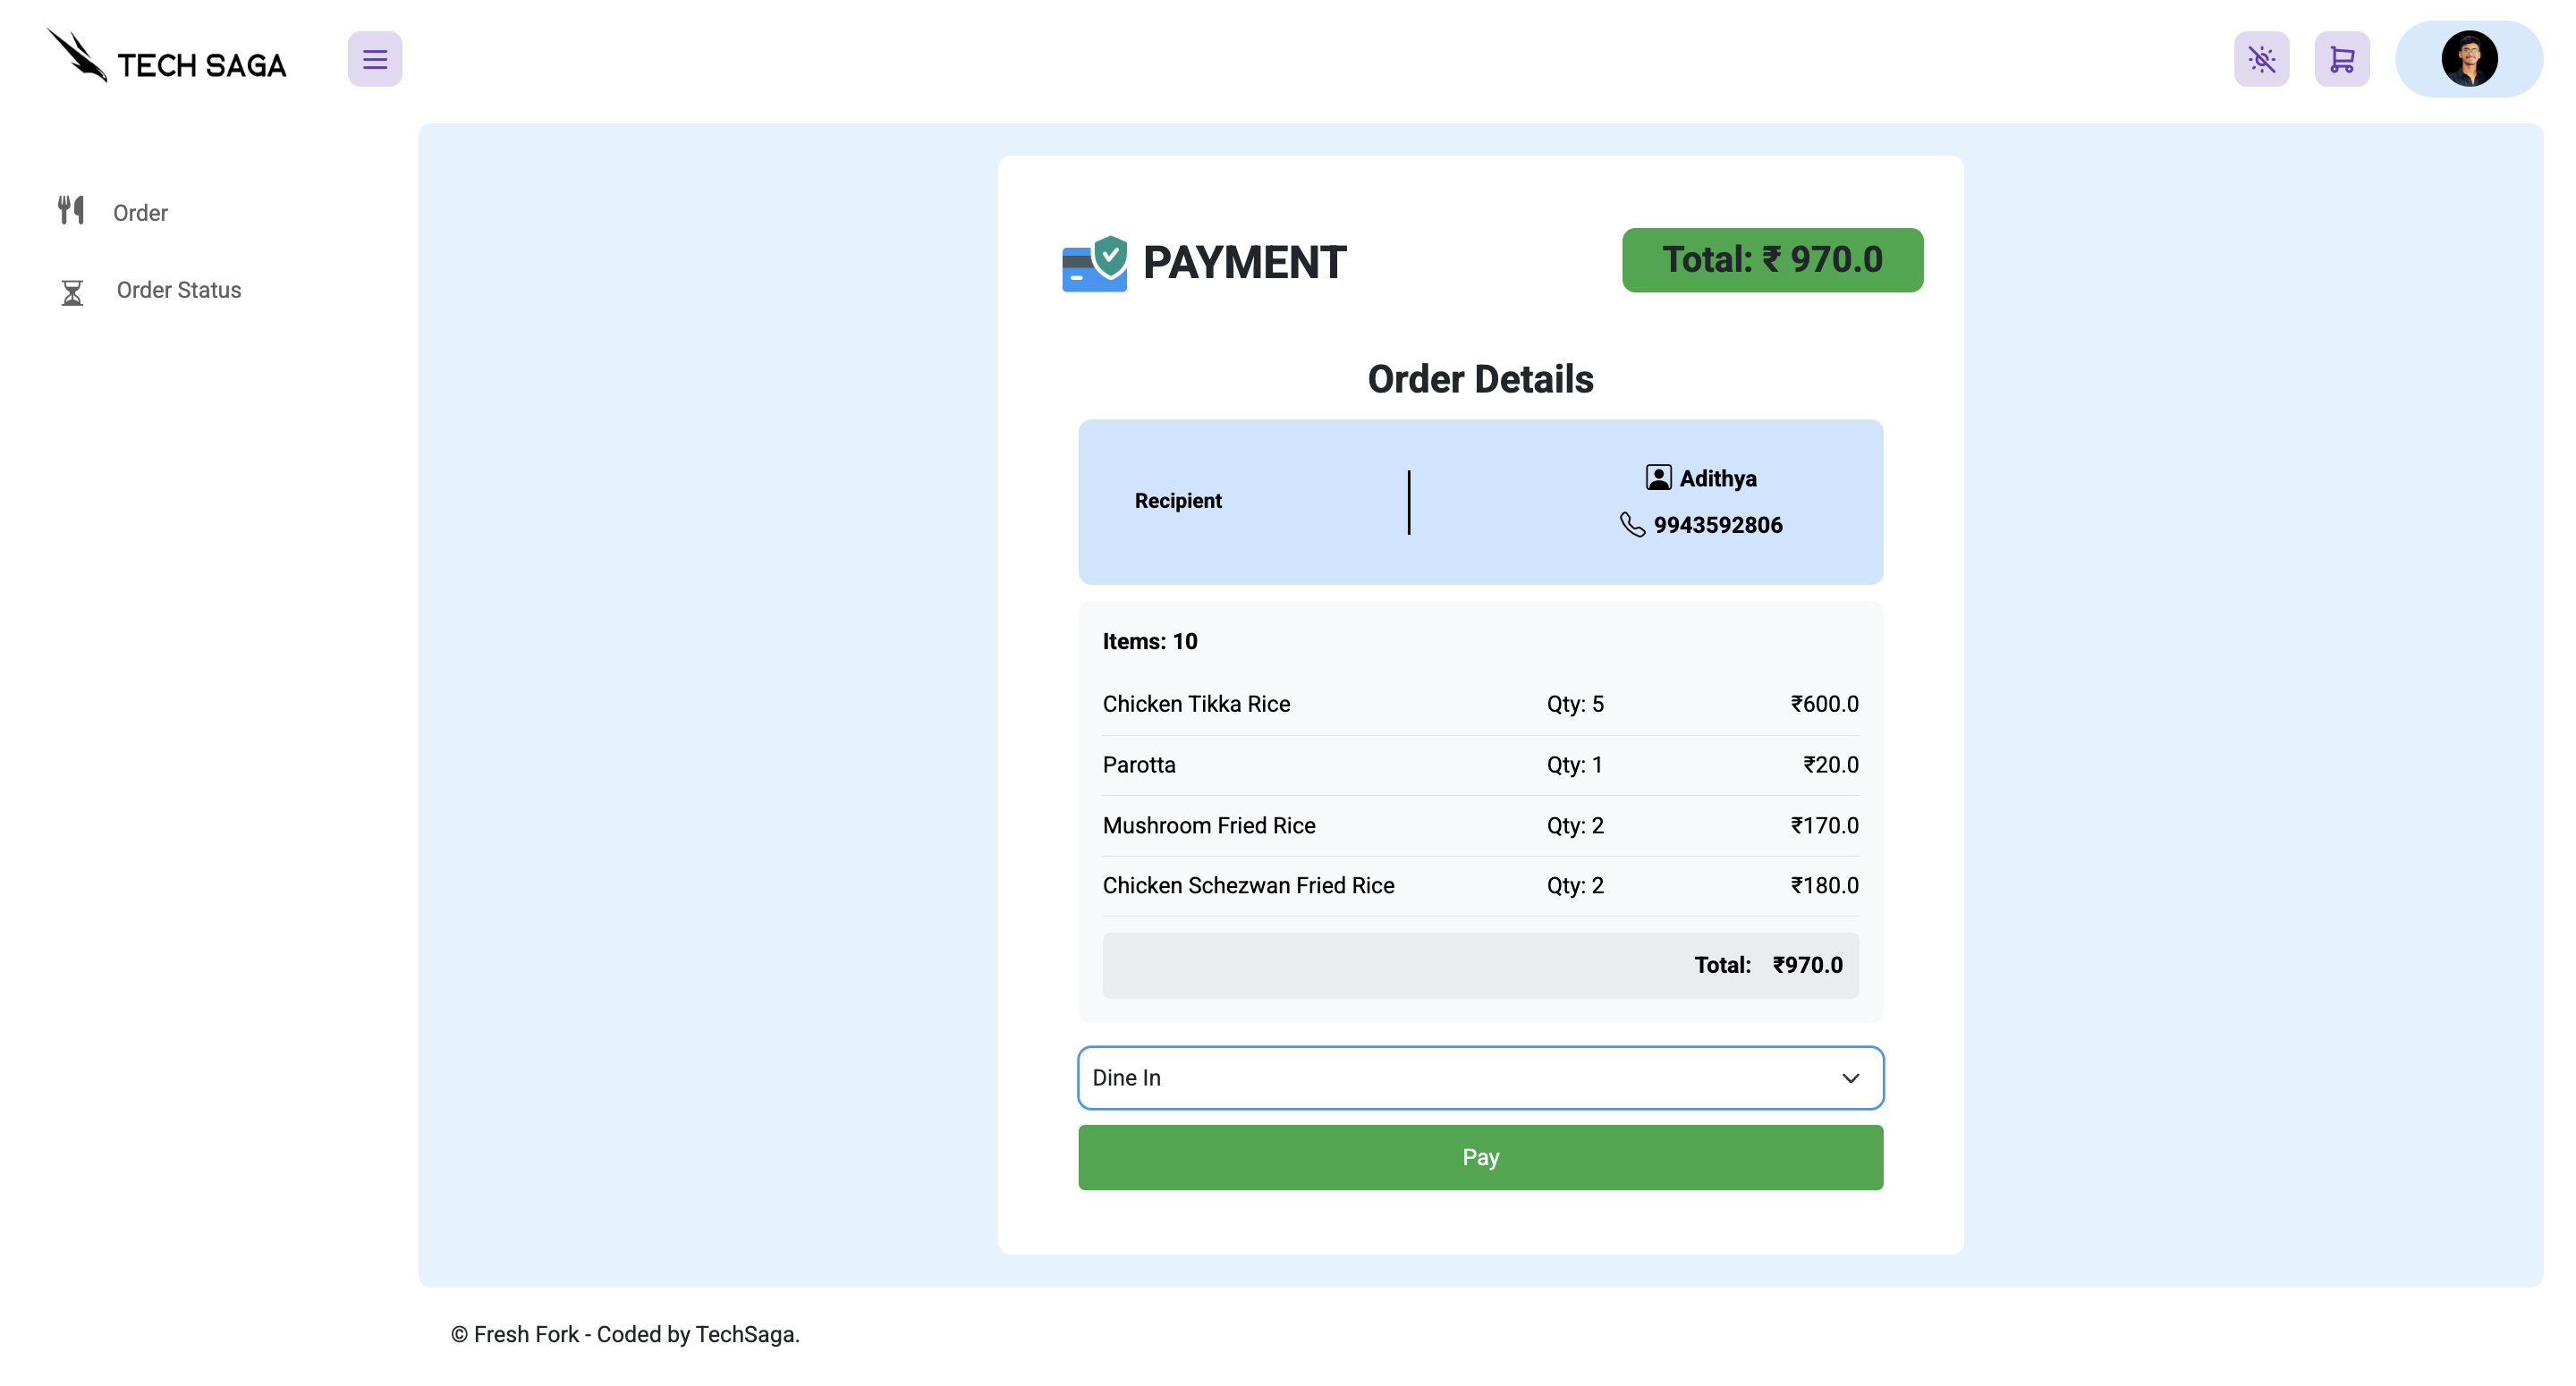 TECH SAGA
Order
Order Status
PAYMENT
Total: ₹ 970.0
Order Details
Recipient
Adithya
9943592806
Items: 10
Chicken Tikka Rice Qty: 5 ₹600.0
Parotta Qty: 1 ₹20.0
Mushroom Fried Rice Qty: 2 ₹170.0
Chicken Schezwan Fried Rice Qty: 2 ₹180.0
Total: ₹970.0
Dine In
Pay
© Fresh Fork - Coded by TechSaga.